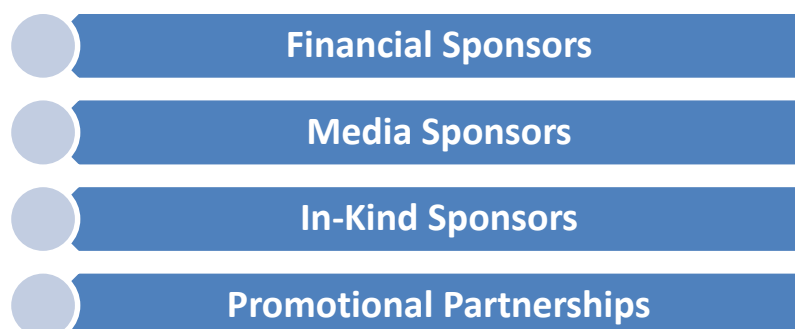 Financial Sponsors
Media Sponsors
In-Kind Sponsors
Promotional Partnerships